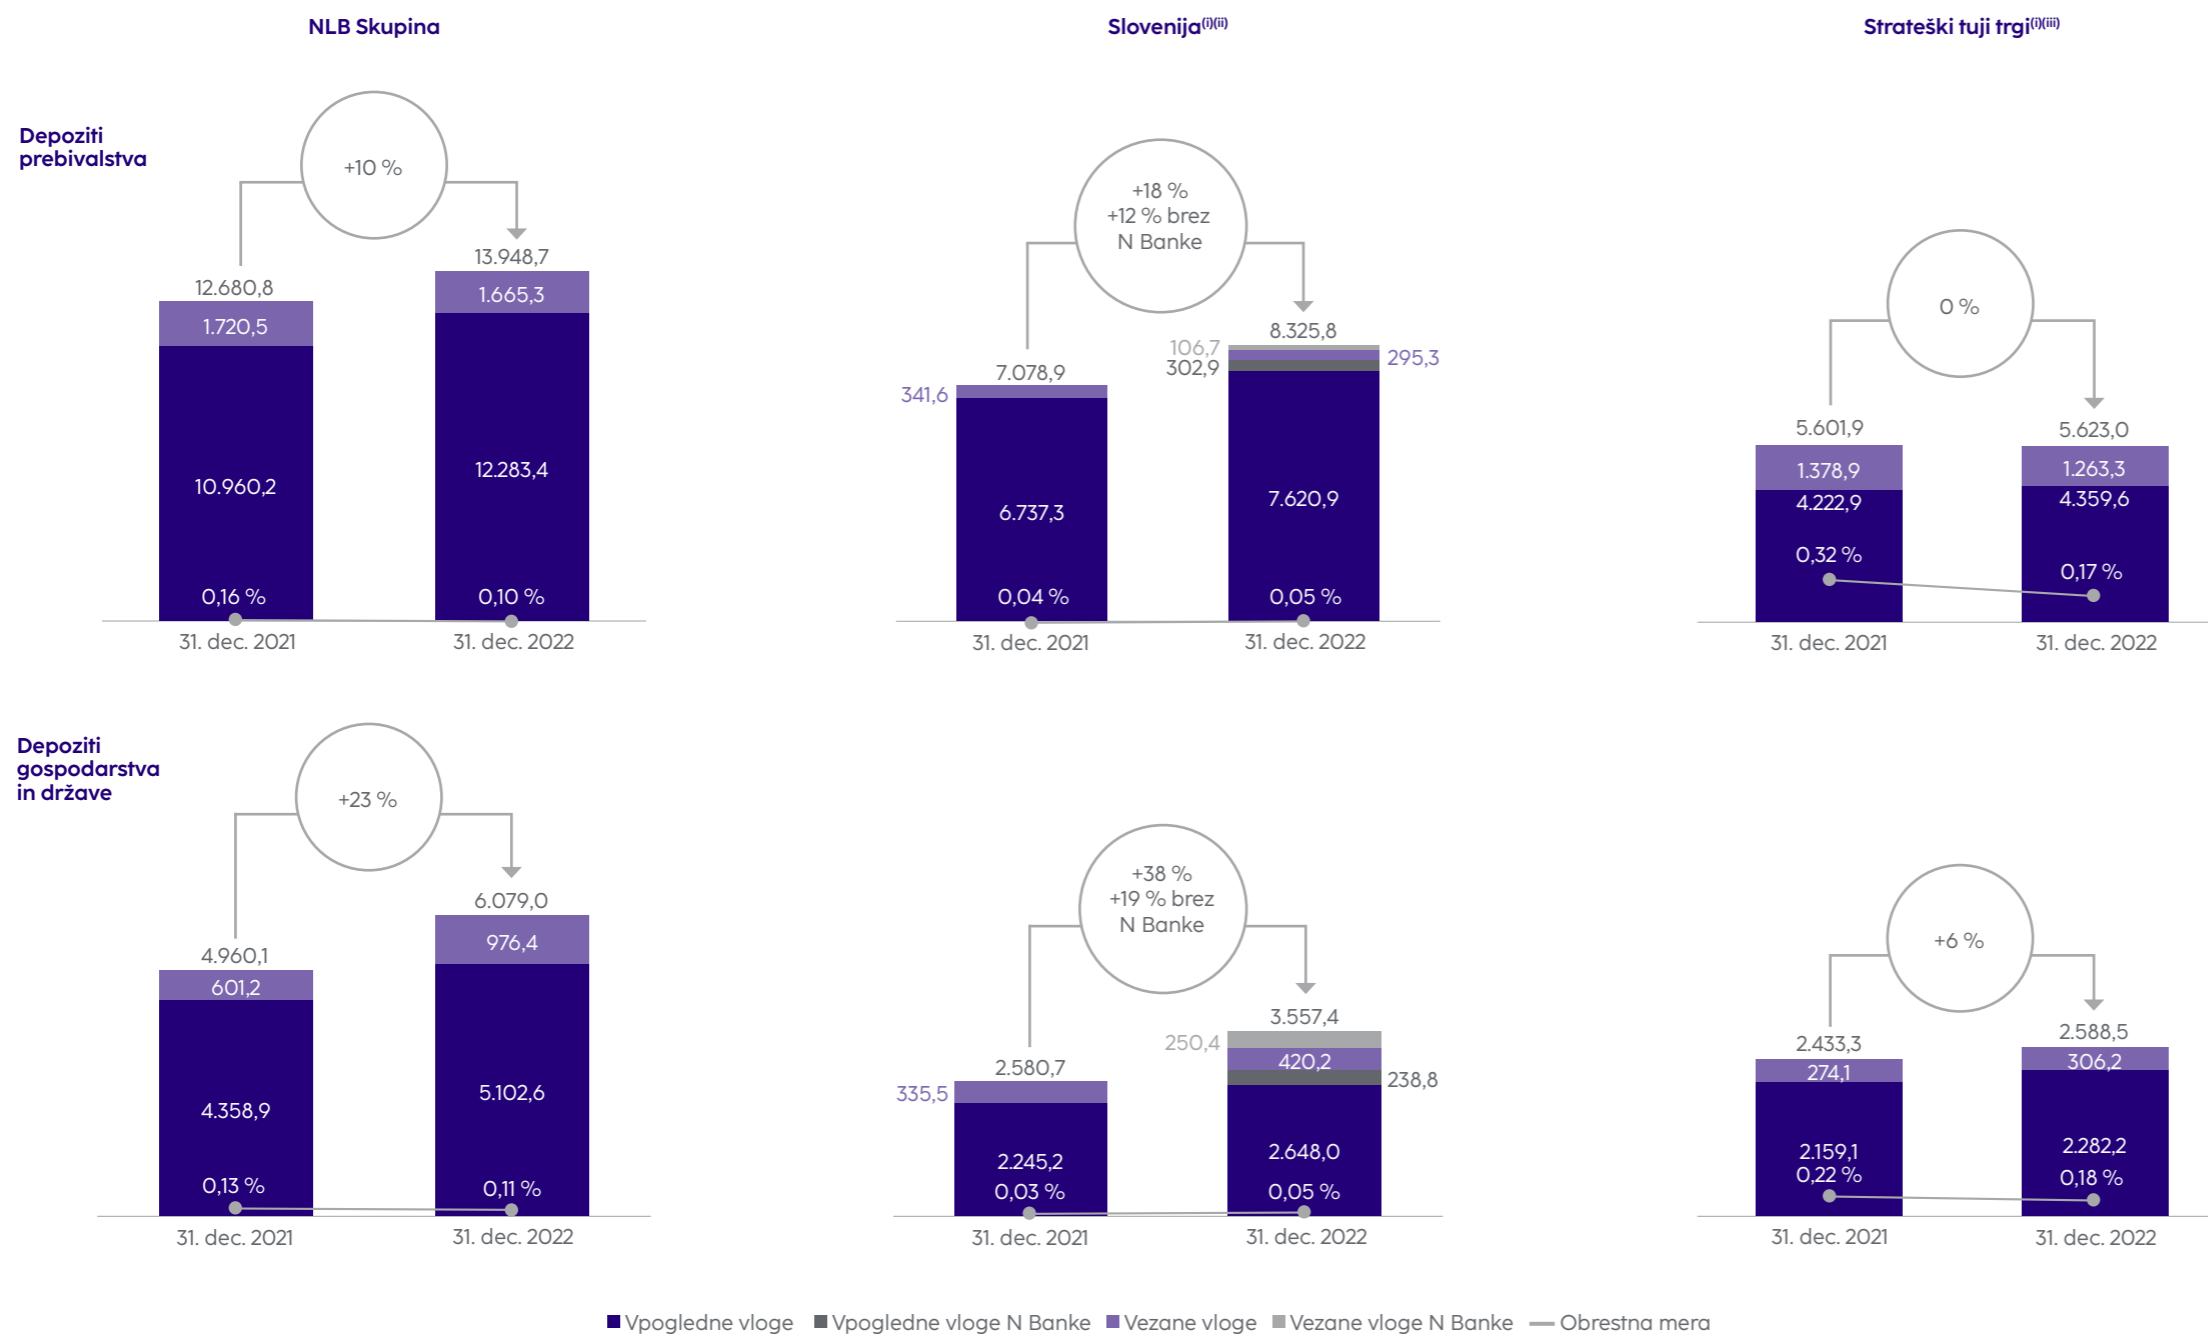 NLB Skupina
Slovenija(i)(ii)
Strateški tuji trgi(i)(iii)
Depoziti
prebivalstva
+10 %
12.680,8
1.720,5
10.960,2
0,16 %
31. dec. 2021
13.948,7
1.665,3
12.283,4
0,10 %
31. dec. 2022
+18 %
+12 % brez
N Banke
7.078,9
341,6
6.737,3
0,04 %
31. dec. 2021
8.325,8
106,7
295,3
302,9
7.620,9
0,05 %
31. dec. 2022
0 %
5.601,9
1.378,9
4.222,9
0,32 %
31. dec. 2021
5.623,0
1.263,3
4.359,6
0,17 %
31. dec. 2022
Depoziti
gospodarstva
in države
+23 %
4.960,1
601,2
4.358,9
0,13 %
31. dec. 2021
6.079,0
976,4
5.102,6
0,11 %
31. dec. 2022
+38 %
+19 % brez
N Banke
2.580,7
335,5
2.245,2
0,03 %
31. dec. 2021
3.557,4
250,4
420,2
238,8
2.648,0
0,05 %
31. dec. 2022
+6 %
2.433,3
274,1
2.159,1
0,22 %
31. dec. 2021
2.588,5
306,2
2.282,2
0,18 %
31. dec. 2022
Vpogledne vloge Vpogledne vloge N Banke Vezane vloge Vezane vloge N Banke Obrestna mera